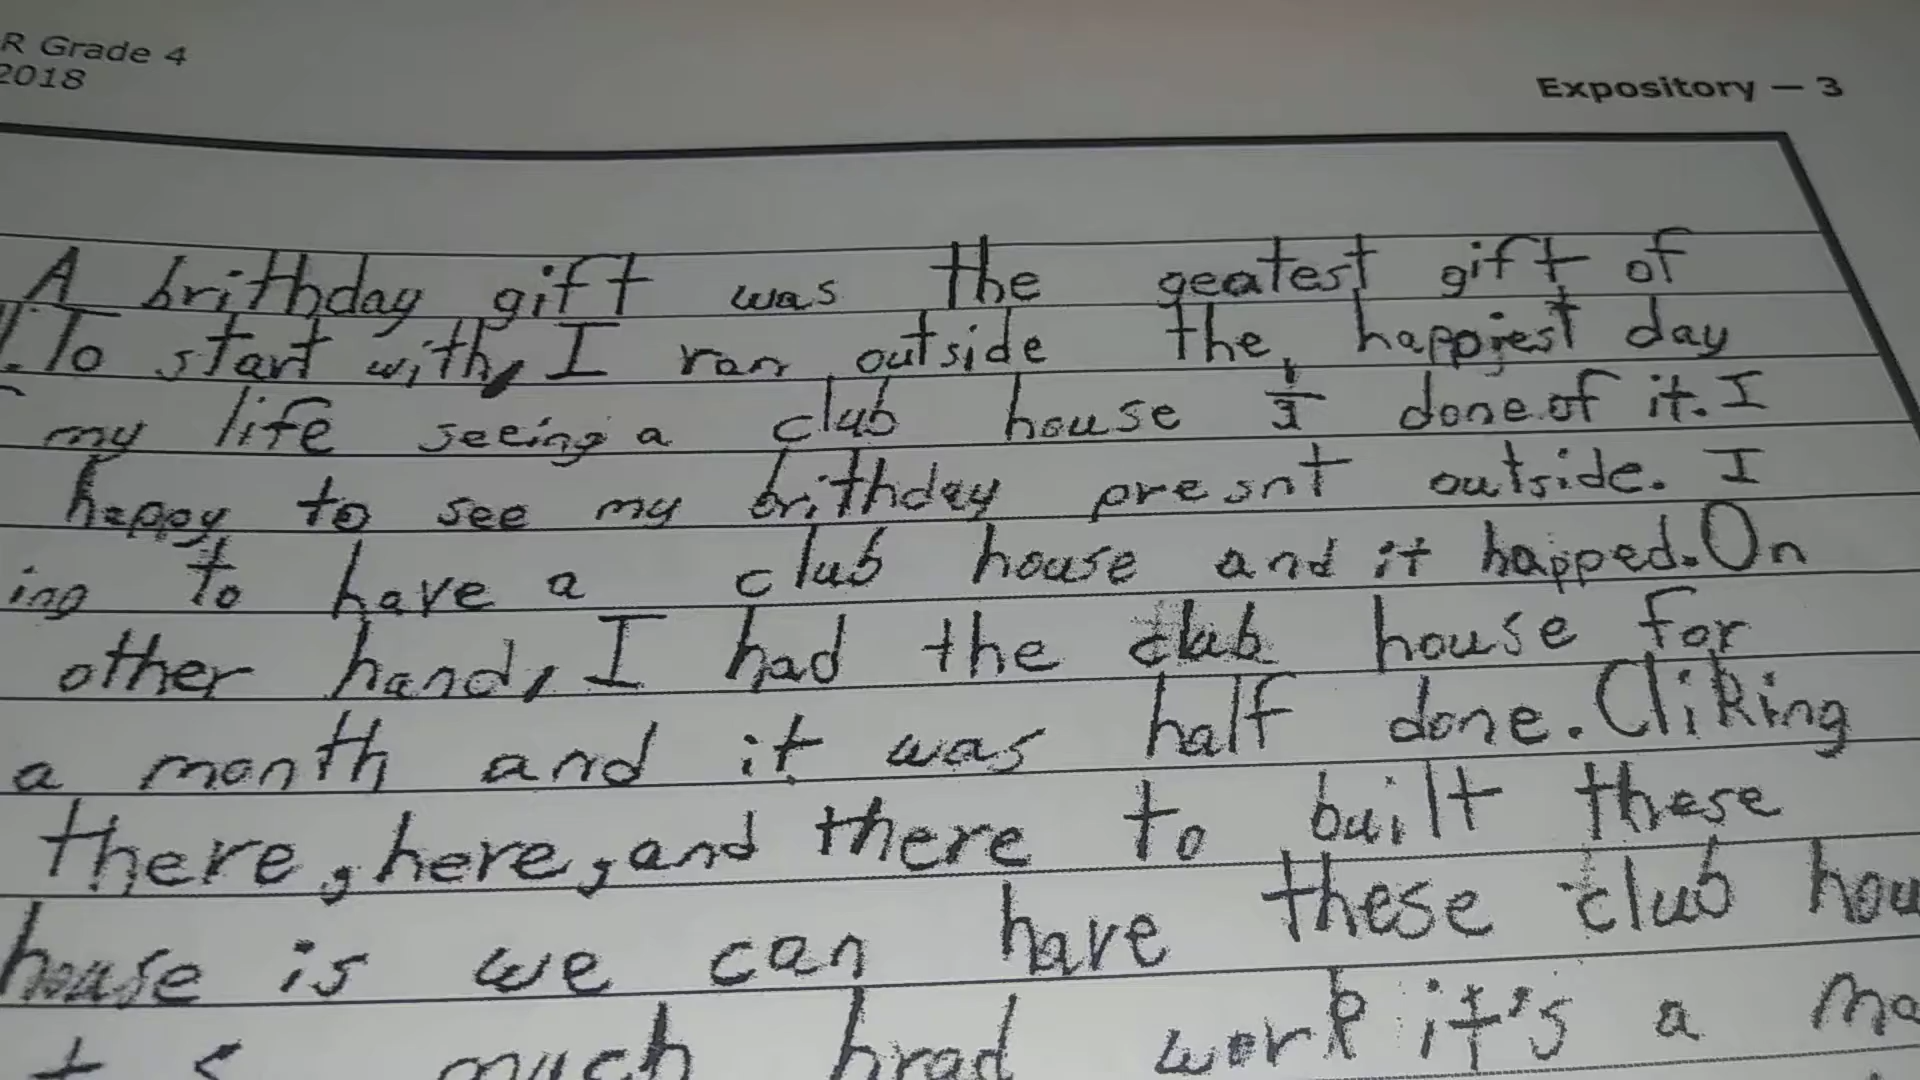 R Grade 4
2018
Expository — 3
A brithday gift was the geatest gift of
. To start with, I ran outside the happiest day
my life seeing a club house 1/3 done of it. I
happy to see my brithday presnt outside. I
ing to have a club house and it happed. On
other hand, I had the club house for
a month and it was half done. Cliking
there, here, and there to built these
house is we can have these club hou
much hrad work it's a ma